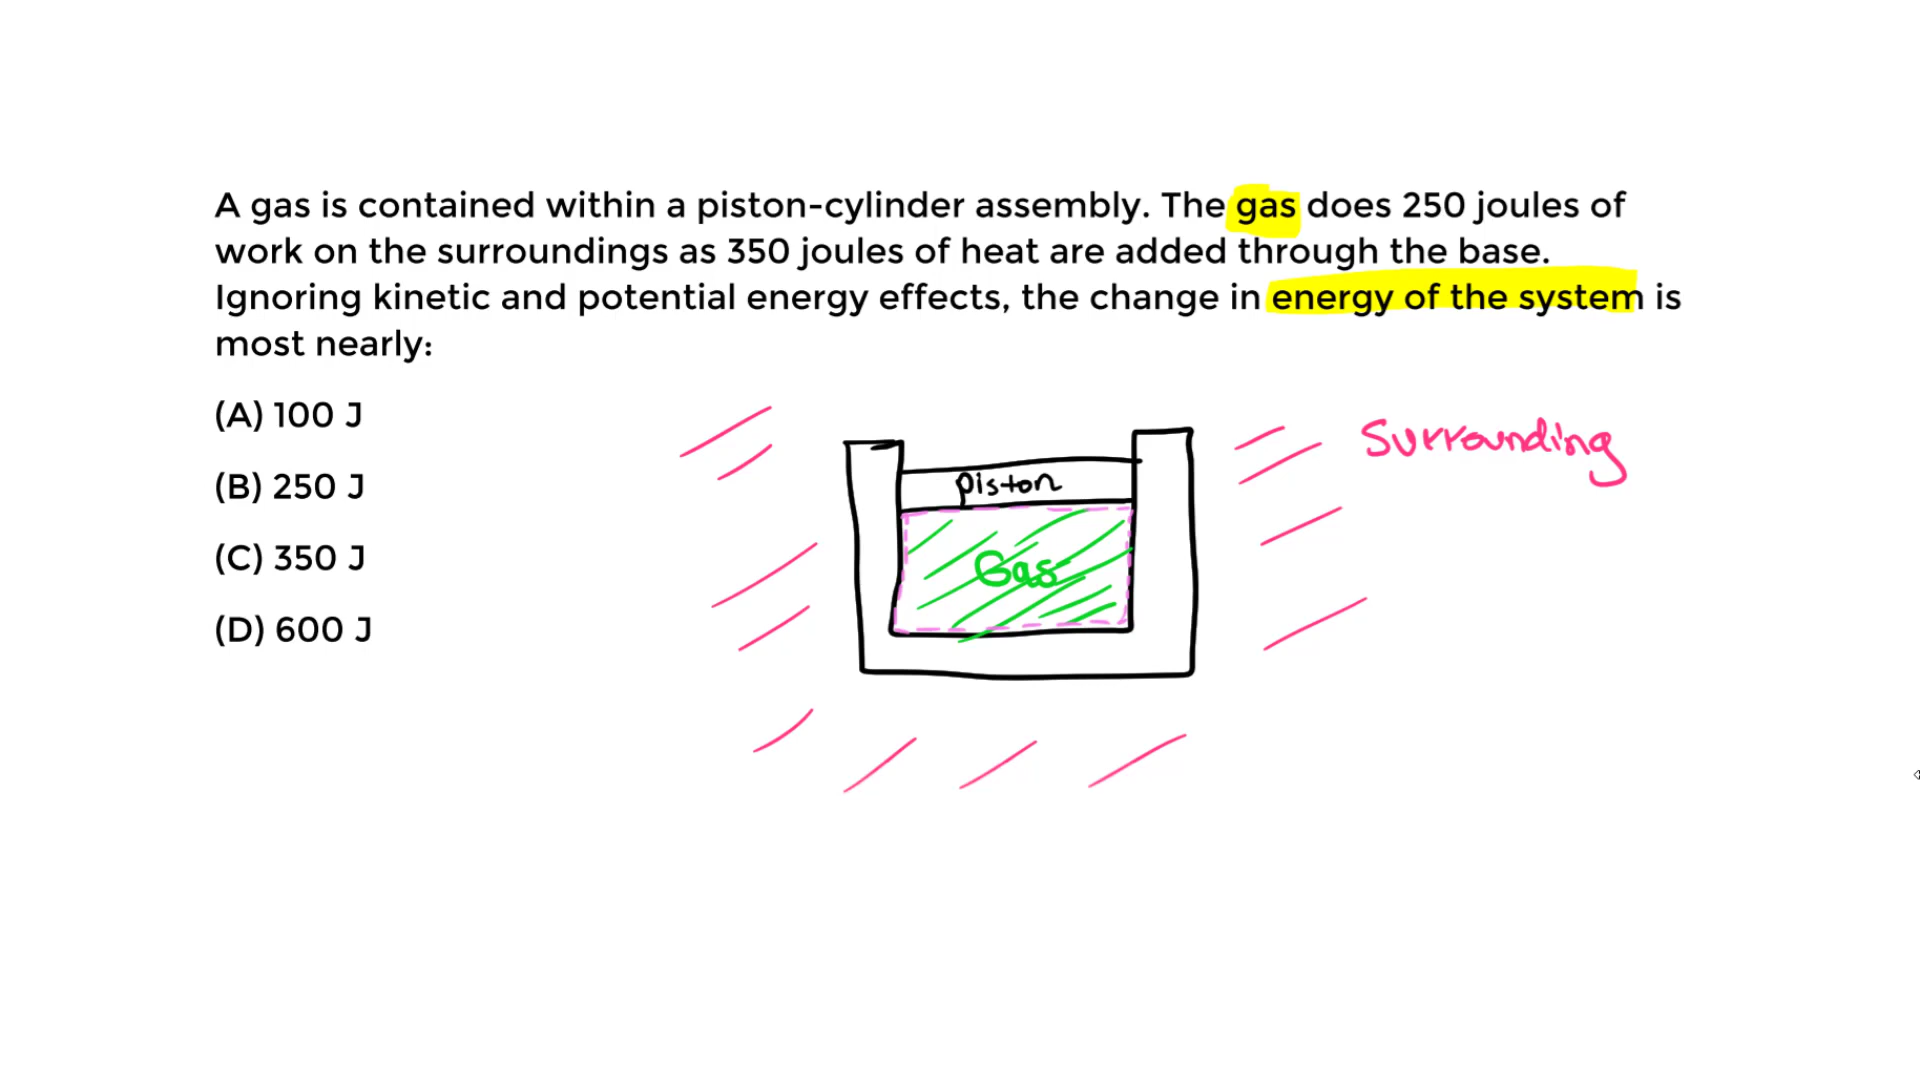 A gas is contained within a piston-cylinder assembly. The gas does 250 joules of
work on the surroundings as 350 joules of heat are added through the base.
Ignoring kinetic and potential energy effects, the change in energy of the system is
most nearly:
(A) 100 J
(B) 250 J
(C) 350 J
(D) 600 J
Surrounding
Piston
Gas